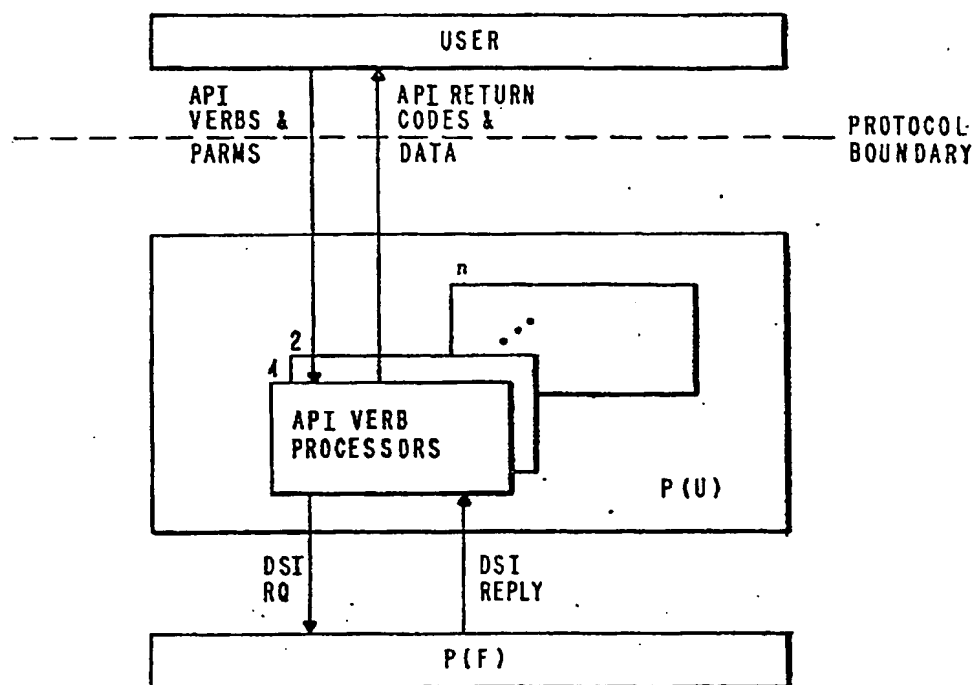 USER
API
VERBS &
PARMS
API RETURN
CODES &
DATA
PROTOCOL-
BOUNDARY
n
2
1
API VERB
PROCESSORS
P(U)
DSI
RQ
DSI
REPLY
P(F)